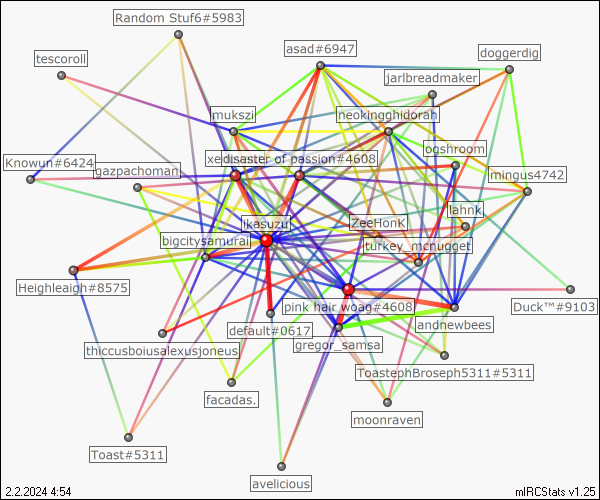 Random Stuf6#5983
asad#6947
doggerdig
tescoroll
jarlbreadmaker
mukszi
neokingghidorah
ogshroom
Knowun#6424
gazpachoman
disaster of passion#4608
mingus4742
lahnk
ikasuzu
ZeeHonK
bigcitysamurai
turkey_mcnugget
Heighleaigh#8575
pink hair woag#4608
Duck™#9103
default#0617
andnewbees
gregor_samsa
thiccusboiusalexusjoneus
ToastephBroseph5311#5311
facadas.
moonraven
Toast#5311
avelicious
2.2.2024 4:54
mIRCStats v1.25